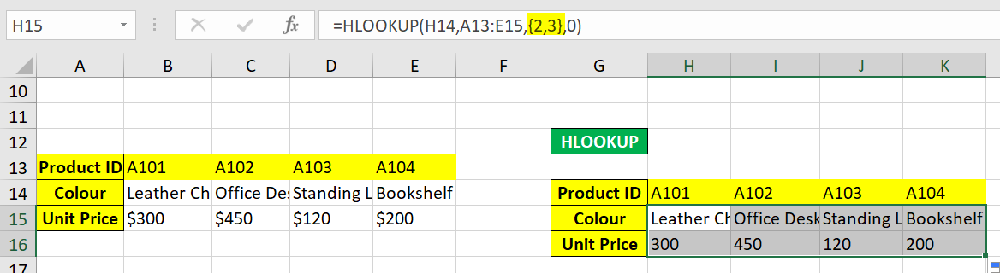 H15 fx =HLOOKUP(H14,A13:E15,{2,3},0)
A B C D E F G H I J K
10
11
12 HLOOKUP
13 Product ID A101 A102 A103 A104
14 Colour Leather Ch Office Des Standing L Bookshelf Product ID A101 A102 A103 A104
15 Unit Price $300 $450 $120 $200 Colour Leather Ch Office Desk Standing L Bookshelf
16 Unit Price 300 450 120 200
17